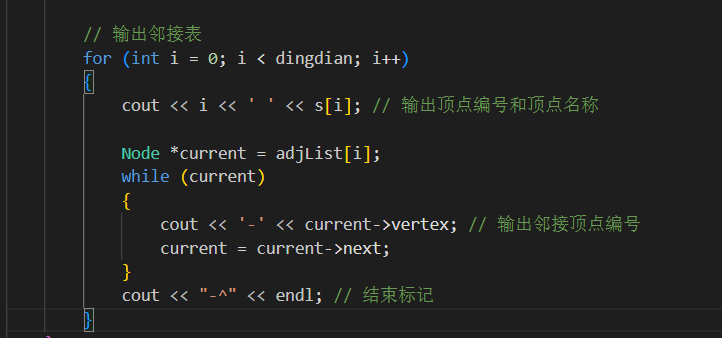 // 输出邻接表
for (int i = 0; i < dingdian; i++)
{
cout << i << ' ' << s[i]; // 输出顶点编号和顶点名称
Node *current = adjList[i];
while (current)
{
cout << '-' << current->vertex; // 输出邻接顶点编号
current = current->next;
}
cout << "-^" << endl; // 结束标记
}